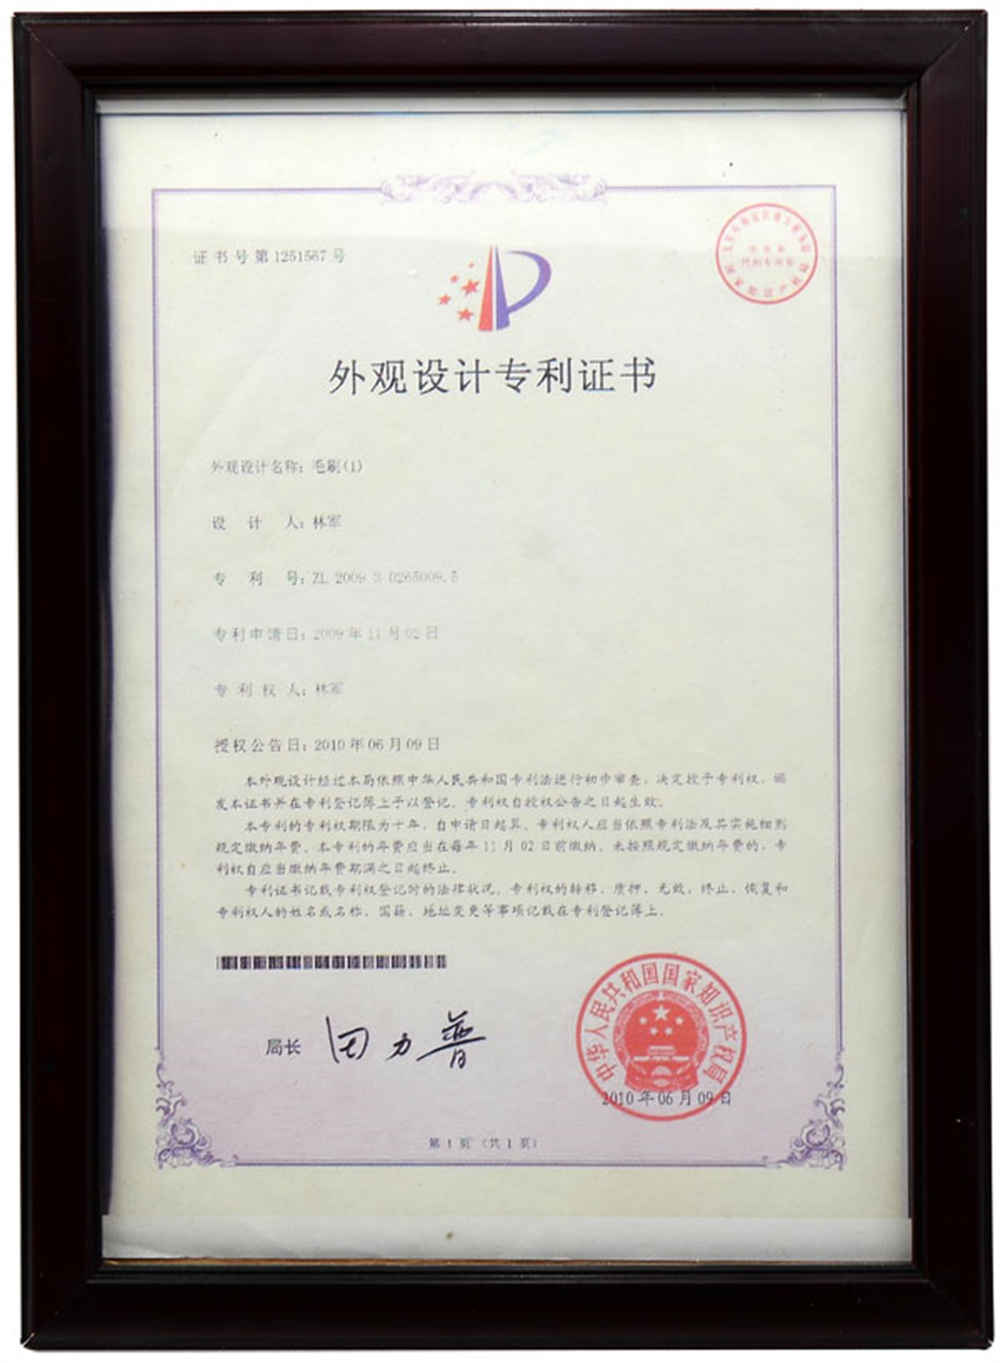 证书号第1251567号
外观设计专利证书
外观设计名称：毛刷(1)
设 计 人：林军
专 利 号：ZL 2009 3 0265009.5
专利申请日：2009年11月02日
专 利 权 人：林军
授权公告日：2010年06月09日
本外观设计经过本局依照中华人民共和国专利法进行初步审查，决定授予专利权，颁
发本证书并在专利登记簿上予以登记。专利权自授权公告之日起生效。
本专利的专利权期限为十年，自申请日起算。专利权人应当依照专利法及其实施细则
规定缴纳年费。本专利的年费应当在每年11月02日前缴纳。未按照规定缴纳年费的，专
利权自应当缴纳年费期满之日起终止。
专利证书记载专利权登记时的法律状况。专利权的转移、质押、无效、终止、恢复和
专利权人的姓名或名称、国籍、地址变更等事项记载在专利登记簿上。
局长 田力普
中华人民共和国国家知识产权局
2010年06月09日
第1页（共1页）